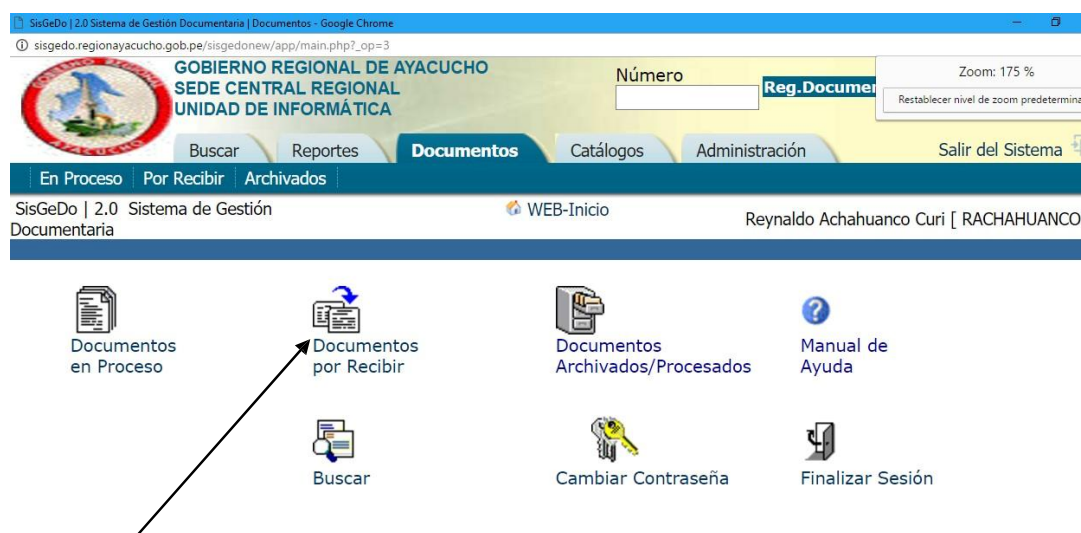 SisGeDo | 2.0 Sistema de Gestión Documentaria | Documentos - Google Chrome
sisgedo.regionayacucho.gob.pe/sisgedonew/app/main.php?_op=3
GOBIERNO REGIONAL DE AYACUCHO
SEDE CENTRAL REGIONAL
UNIDAD DE INFORMÁTICA
Número
Reg.Documen
Zoom: 175 %
Restablecer nivel de zoom predetermina
Buscar Reportes Documentos Catálogos Administración Salir del Sistema
En Proceso Por Recibir Archivados
SisGeDo | 2.0 Sistema de Gestión
Documentaria
WEB-Inicio
Reynaldo Achahuanco Curi [ RACHAHUANCO
Documentos
en Proceso
Documentos
por Recibir
Documentos
Archivados/Procesados
Manual de
Ayuda
Buscar
Cambiar Contraseña
Finalizar Sesión